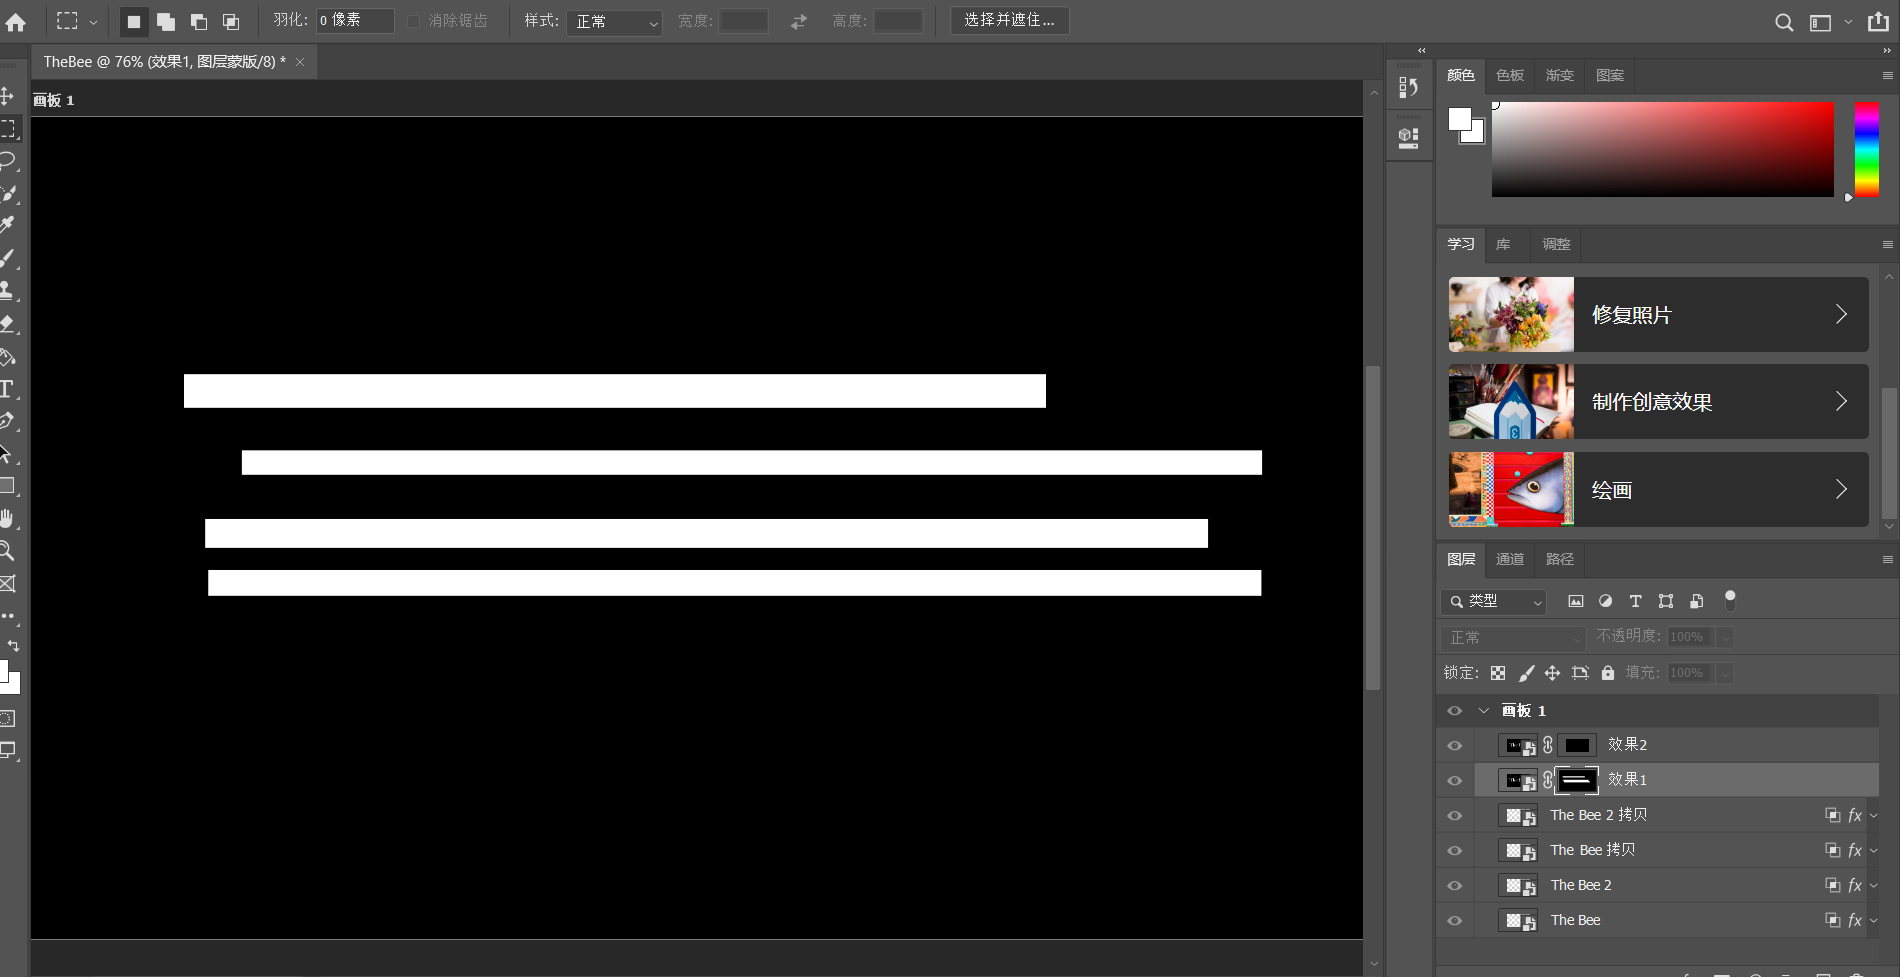 羽化: 0 像素 消除锯齿 样式: 正常 宽度: 高度: 选择并遮住...
TheBee @ 76% (效果1, 图层蒙版/8) * ×
画板 1
颜色 色板 渐变 图案
学习 库 调整
修复照片
制作创意效果
绘画
图层 通道 路径
类型
正常 不透明度: 100%
锁定: 填充: 100%
画板 1
效果2
效果1
The Bee 2 拷贝 fx
The Bee 拷贝 fx
The Bee 2 fx
The Bee fx